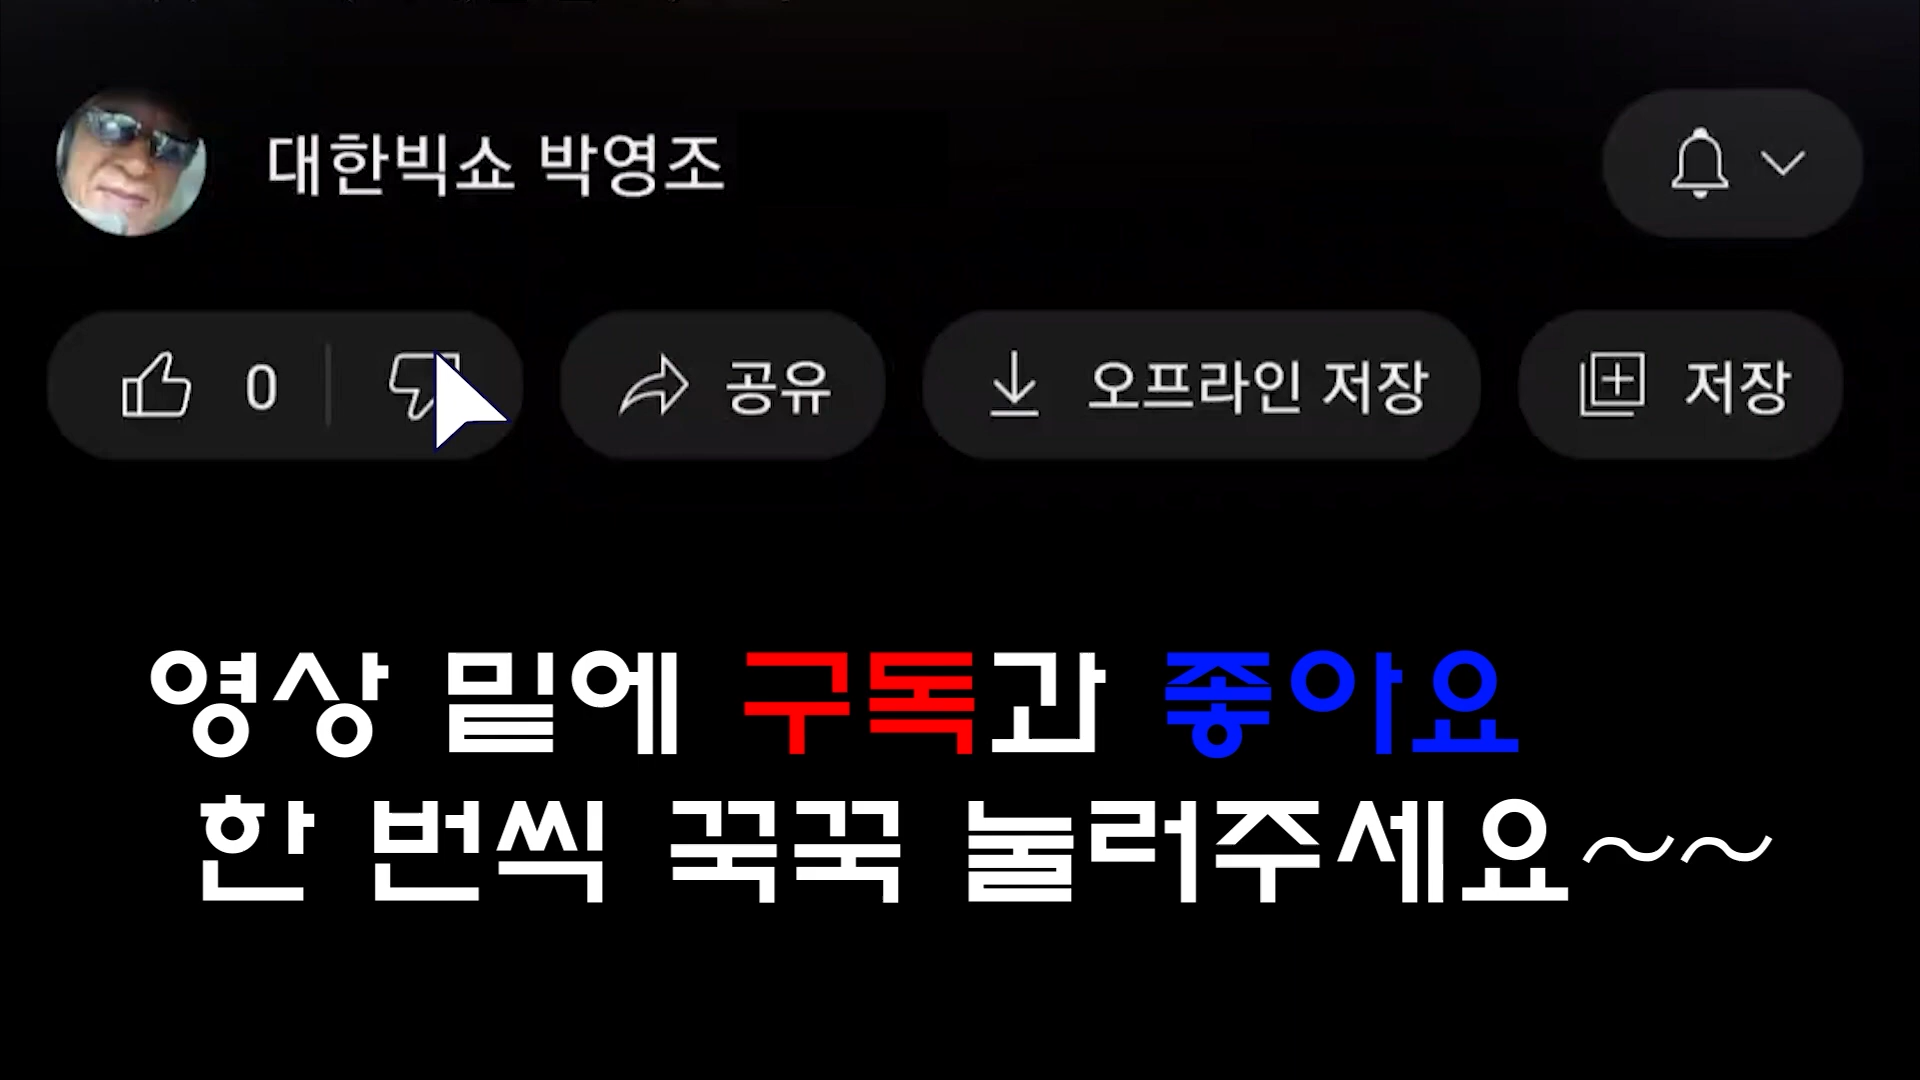 대한빅쇼 박영조
0
공유
오프라인 저장
저장
영상 밑에 구독과 좋아요
한 번씩 꾹꾹 눌러주세요~~